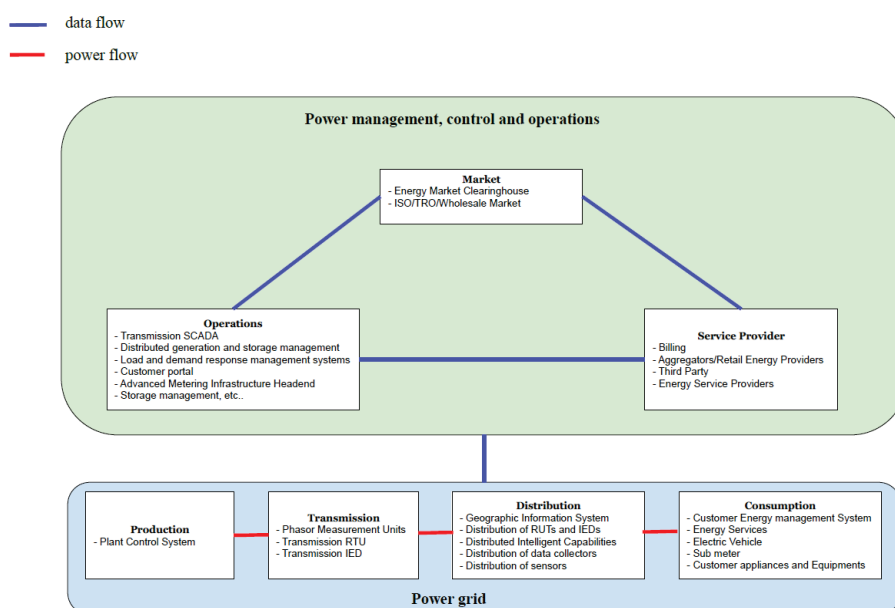 data flow
power flow
Power management, control and operations
Market
- Energy Market Clearinghouse
- ISO/TRO/Wholesale Market
Operations
- Transmission SCADA
- Distributed generation and storage management
- Load and demand response management systems
- Customer portal
- Advanced Metering Infrastructure Headend
- Storage management, etc..
Service Provider
- Billing
- Aggregators/Retail Energy Providers
- Third Party
- Energy Service Providers
Production
- Plant Control System
Transmission
- Phasor Measurement Units
- Transmission RTU
- Transmission IED
Distribution
- Geographic Information System
- Distribution of RUTs and IEDs
- Distributed Intelligent Capabilities
- Distribution of data collectors
- Distribution of sensors
Consumption
- Customer Energy management System
- Energy Services
- Electric Vehicle
- Sub meter
- Customer appliances and Equipments
Power grid